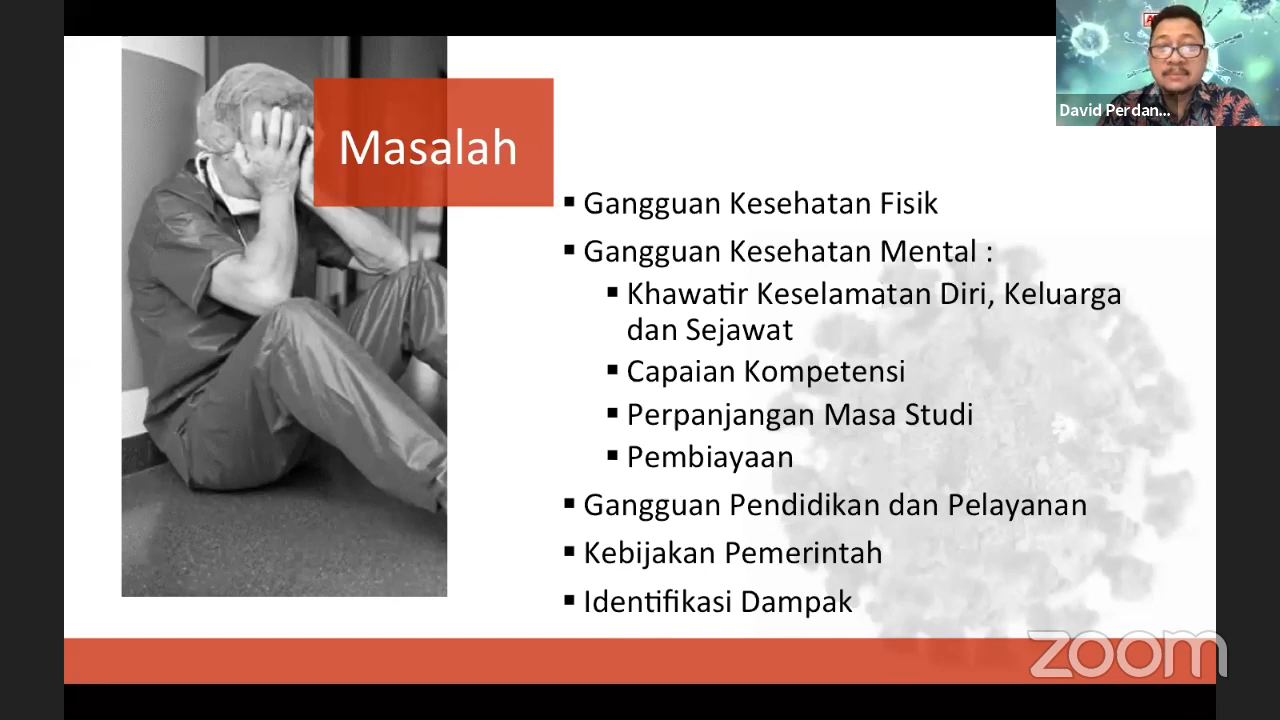 David Perdan...
Masalah
Gangguan Kesehatan Fisik
Gangguan Kesehatan Mental :
Khawatir Keselamatan Diri, Keluarga
dan Sejawat
Capaian Kompetensi
Perpanjangan Masa Studi
Pembiayaan
Gangguan Pendidikan dan Pelayanan
Kebijakan Pemerintah
Identifikasi Dampak
zoom